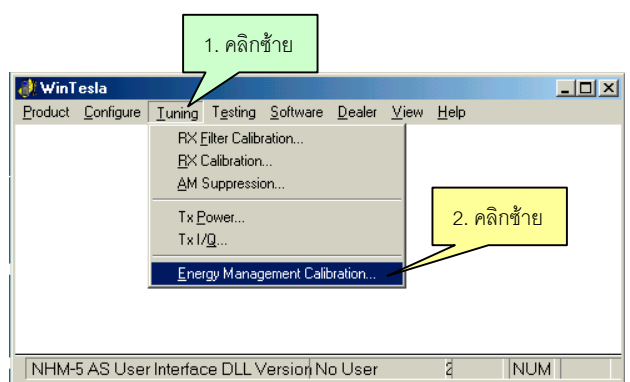 1. คลิกซ้าย
WinTesla
Product Configure Tuning Testing Software Dealer View Help
RX Filter Calibration...
RX Calibration...
AM Suppression...
Tx Power...
Tx I/Q...
Energy Management Calibration...
2. คลิกซ้าย
NHM-5 AS User Interface DLL Version No User NUM